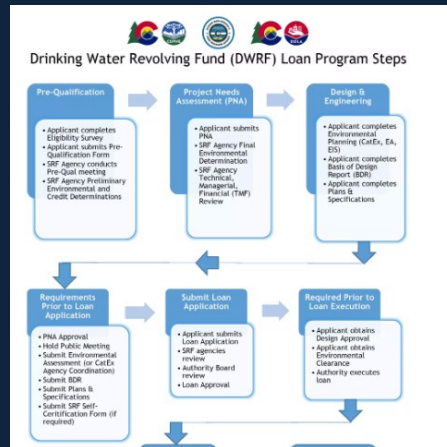 Drinking Water Revolving Fund (DWRF) Loan Program Steps
Pre-Qualification
• Applicant completes
Eligibility Survey
• Applicant submits Pre-
Qualification Form
• SRF Agency conducts
Pre-Qual meeting
• SRF Agency Preliminary
Environmental and
Credit Determinations
Project Needs
Assessment (PNA)
• Applicant submits
PNA
• SRF Agency Final
Environmental
Determination
• SRF Agency
Technical,
Managerial,
Financial (TMF)
Review
Design &
Engineering
• Applicant completes
Environmental
Planning (CatEx, EA,
EIS)
• Applicant completes
Basis of Design
Report (BDR)
• Applicant completes
Plans &
Specifications
Requirements
Prior to Loan
Application
• PNA Approval
• Hold Public Meeting
• Submit Environmental
Assessment (or CatEx
Agency Coordination)
• Submit BDR
• Submit Plans &
Specifications
• Submit SRF Self-
Certification Form (if
required)
Submit Loan
Application
• Applicant submits
Loan Application
• SRF agencies
review
• Authority Board
review
• Loan Approval
Required Prior to
Loan Execution
• Applicant obtains
Design Approval
• Applicant obtains
Environmental
Clearance
• Authority executes
loan